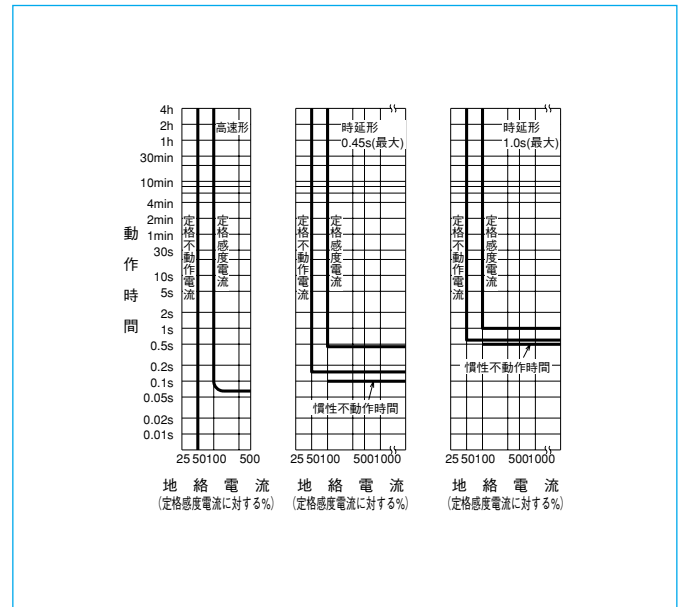 4h
2h
1h
30min
10min
4min
2min
1min
30s
10s
5s
2s
1s
0.5s
0.2s
0.1s
0.05s
0.02s
0.01s
動作時間
高速形
定格不動作電流
定格感度電流
25 50100 500
地絡電流
(定格感度電流に対する%)
時延形
0.45s(最大)
定格不動作電流
定格感度電流
慣性不動作時間
25 50100 5001000
地絡電流
(定格感度電流に対する%)
時延形
1.0s(最大)
定格不動作電流
定格感度電流
慣性不動作時間
25 50100 5001000
地絡電流
(定格感度電流に対する%)